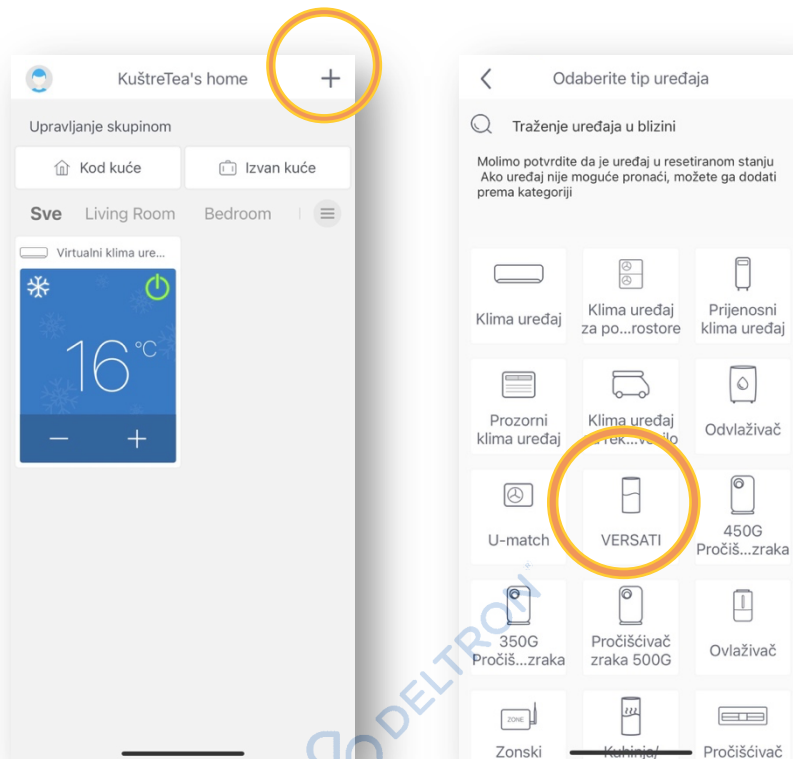 KuštreTea's home
Upravljanje skupinom
Kod kuće
Izvan kuće
Sve
Living Room
Bedroom
Virtualni klima ure...
16 °C
Odaberite tip uređaja
Traženje uređaja u blizini
Molimo potvrdite da je uređaj u resetiranom stanju
Ako uređaj nije moguće pronaći, možete ga dodati
prema kategoriji
Klima uređaj
Klima uređaj
za po...rostore
Prijenosni
klima uređaj
Prozorni
klima uređaj
Klima uređaj
Odvlaživač
U-match
VERSATI
450G
Pročiš...zraka
350G
Pročiš...zraka
Pročišćivač
zraka 500G
Ovlaživač
ZONE
Zonski
Kuhinja/
Pročišćivač
DELTRON